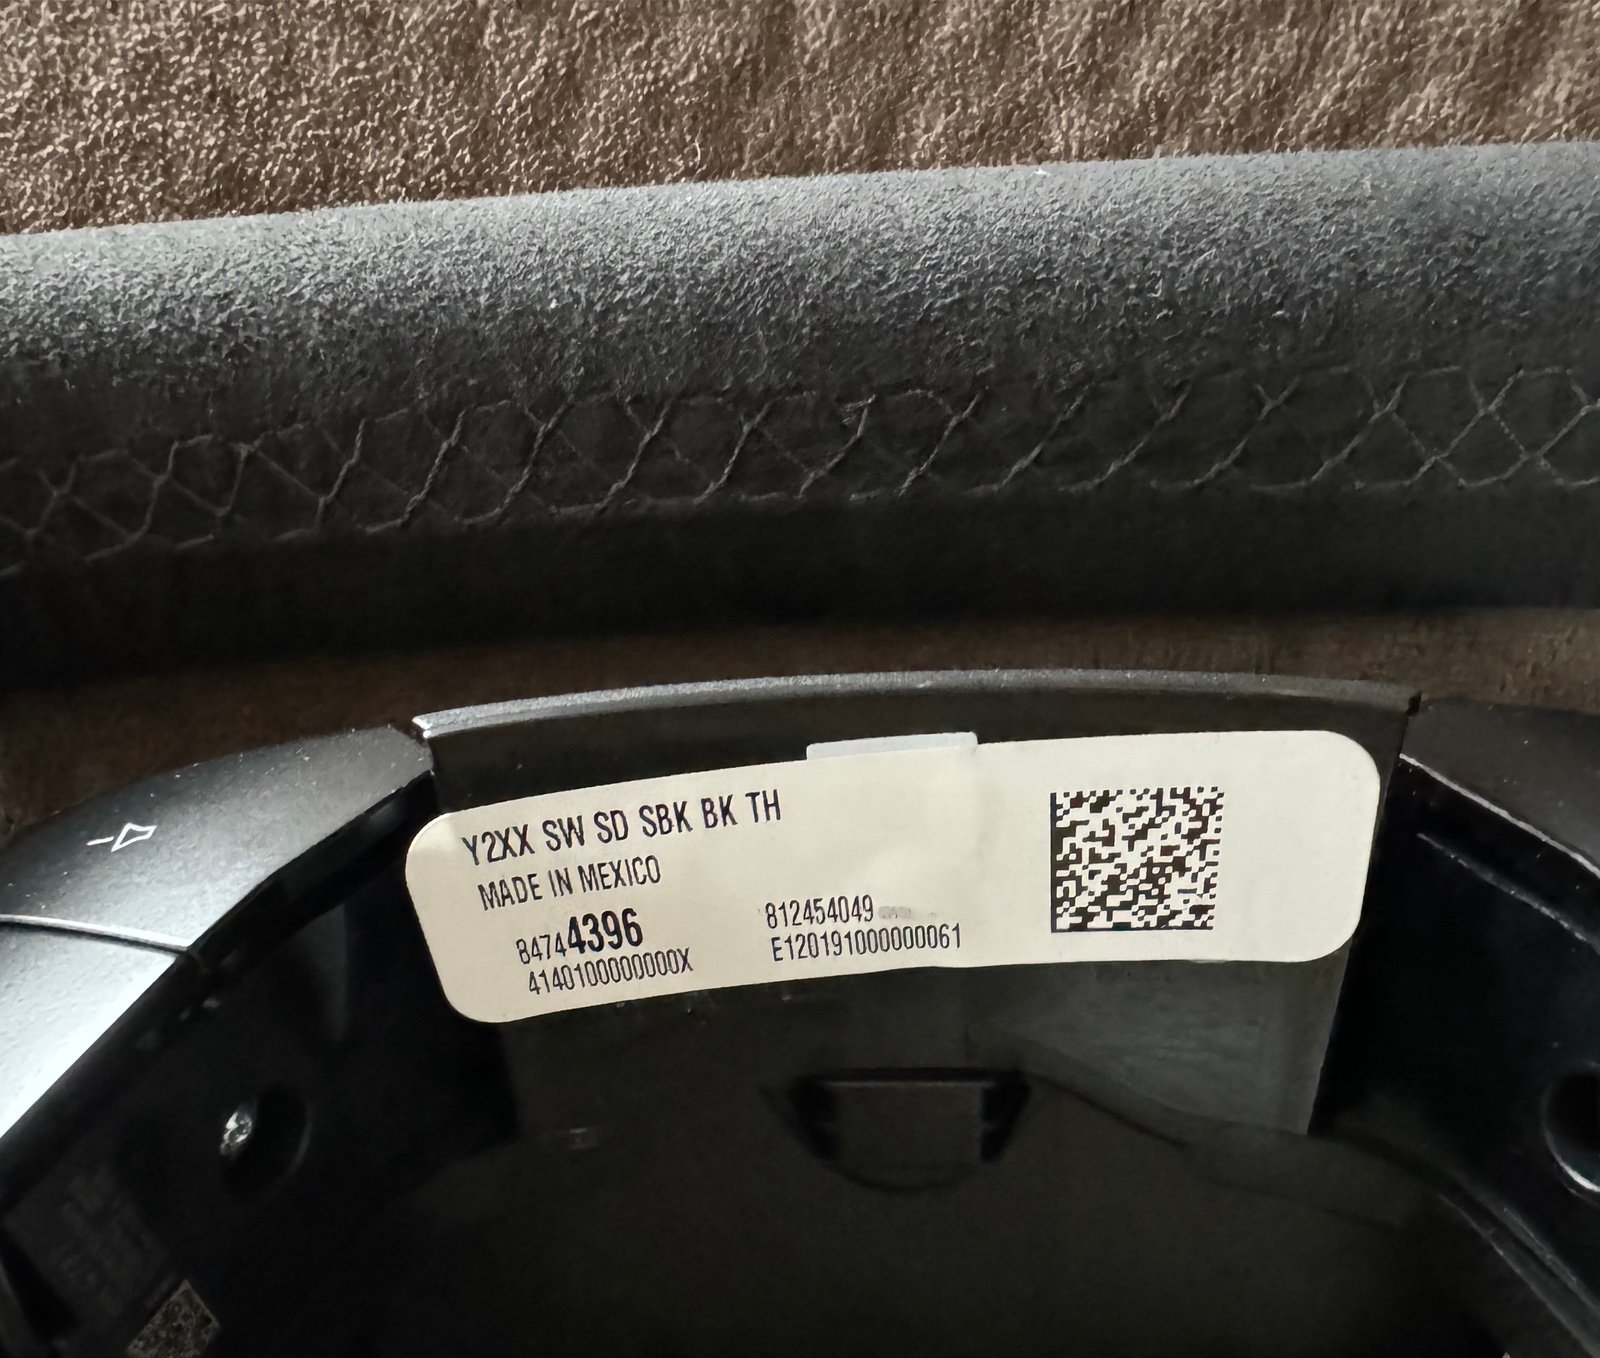 Y2XX SW SD SBK BK TH
MADE IN MEXICO
84744396
4140100000000X
812454049
E120191000000061